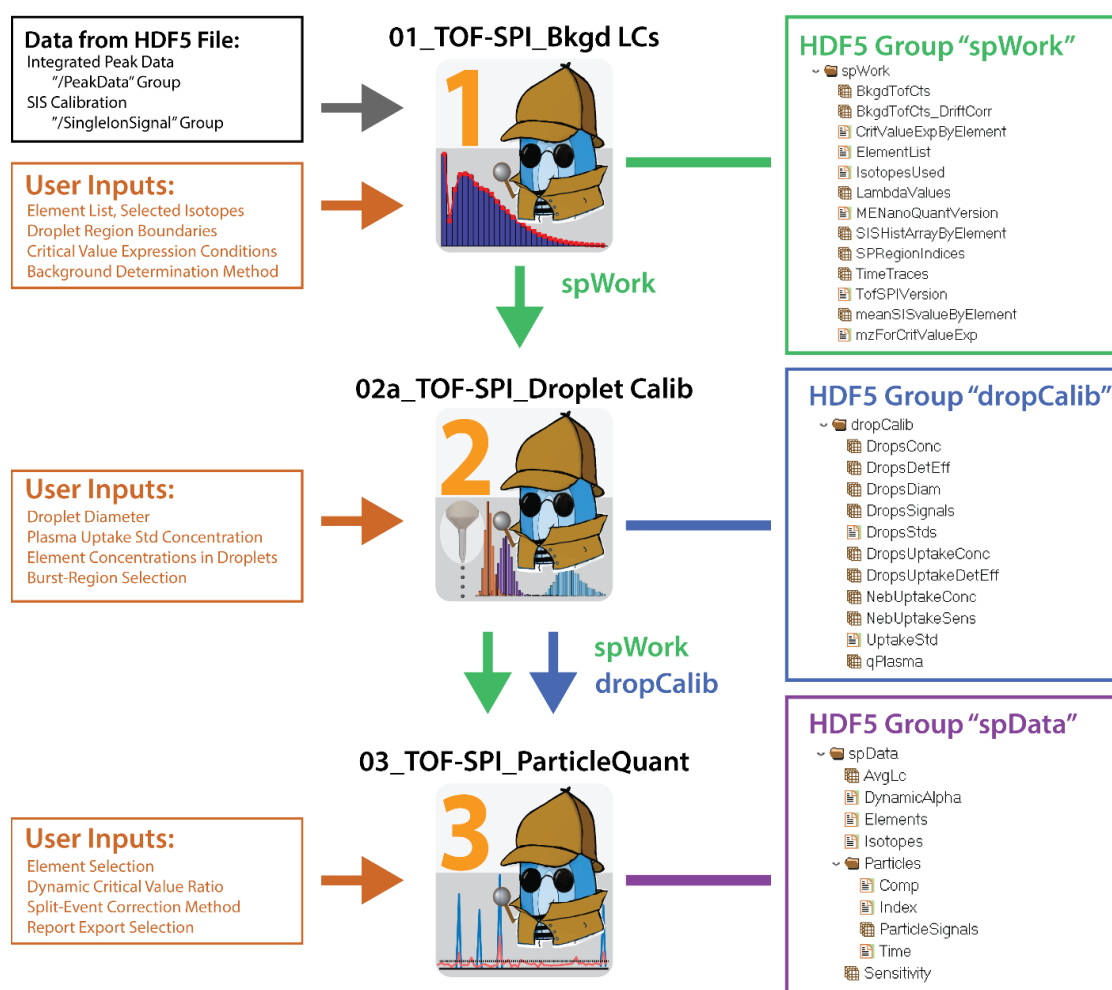 Data from HDF5 File:
Integrated Peak Data
"/PeakData" Group
SIS Calibration
"/SingleIonSignal" Group
User Inputs:
Element List, Selected Isotopes
Droplet Region Boundaries
Critical Value Expression Conditions
Background Determination Method
01_TOF-SPI_Bkgd LCs
1
spWork
HDF5 Group "spWork"
spWork
BkgdTofCts
BkgdTofCts_DriftCorr
CritValueExpByElement
ElementList
IsotopesUsed
LambdaValues
MENanoQuantVersion
SISHistArrayByElement
SPRegionIndices
TimeTraces
TofSPIVersion
meanSISvalueByElement
mzForCritValueExp
User Inputs:
Droplet Diameter
Plasma Uptake Std Concentration
Element Concentrations in Droplets
Burst-Region Selection
02a_TOF-SPI_Droplet Calib
2
spWork
dropCalib
HDF5 Group "dropCalib"
dropCalib
DropsConc
DropsDetEff
DropsDiam
DropsSignals
DropsStds
DropsUptakeConc
DropsUptakeDetEff
NebUptakeConc
NebUptakeSens
UptakeStd
qPlasma
User Inputs:
Element Selection
Dynamic Critical Value Ratio
Split-Event Correction Method
Report Export Selection
03_TOF-SPI_ParticleQuant
3
HDF5 Group "spData"
spData
AvgLc
DynamicAlpha
Elements
Isotopes
Particles
Comp
Index
ParticleSignals
Time
Sensitivity